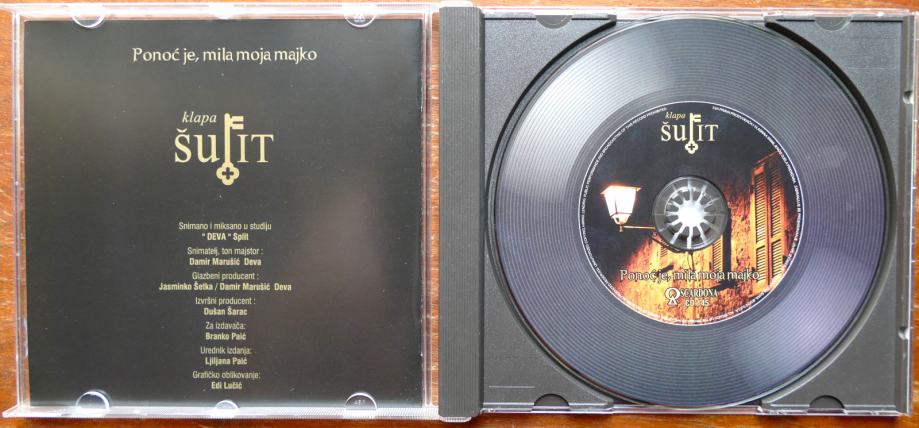 Ponoć je, mila moja majko
klapa
šufIT
Snimano i miksano u studiju
" DEVA " Split
Snimatelj, ton majstor :
Damir Marušić Deva
Glazbeni producent :
Jasminko Šetka / Damir Marušić Deva
Izvršni producent :
Dušan Šarac
Za izdavača:
Branko Paić
Urednik izdanja:
Ljiljana Paić
Grafičko oblikovanje:
Edi Lučić
klapa
šufIT
Ponoć je, mila moja majko
SCARDONA
CD-45